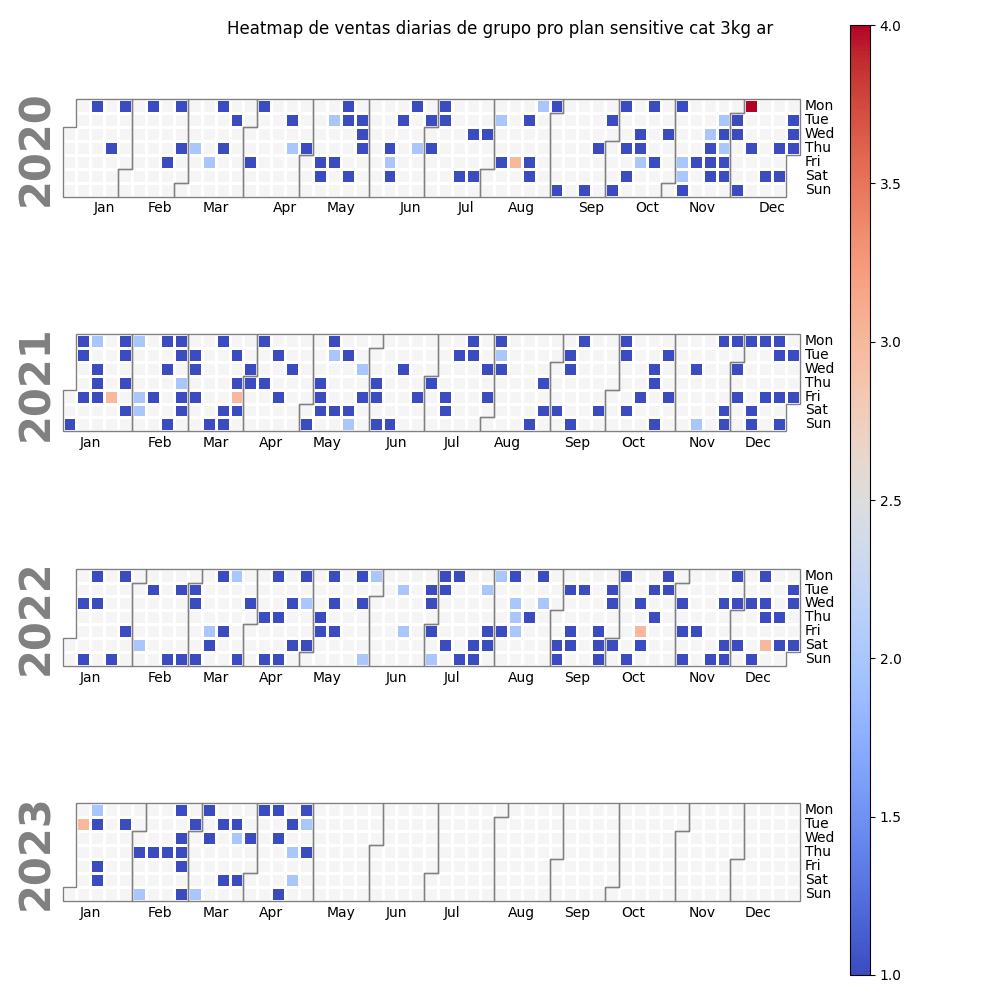 Heatmap de ventas diarias de grupo pro plan sensitive cat 3kg ar
4.0
3.5
3.0
2.5
2.0
1.5
1.0
2020
Mon
Tue
Wed
Thu
Fri
Sat
Sun
Jan Feb Mar Apr May Jun Jul Aug Sep Oct Nov Dec
2021
Mon
Tue
Wed
Thu
Fri
Sat
Sun
Jan Feb Mar Apr May Jun Jul Aug Sep Oct Nov Dec
2022
Mon
Tue
Wed
Thu
Fri
Sat
Sun
Jan Feb Mar Apr May Jun Jul Aug Sep Oct Nov Dec
2023
Mon
Tue
Wed
Thu
Fri
Sat
Sun
Jan Feb Mar Apr May Jun Jul Aug Sep Oct Nov Dec